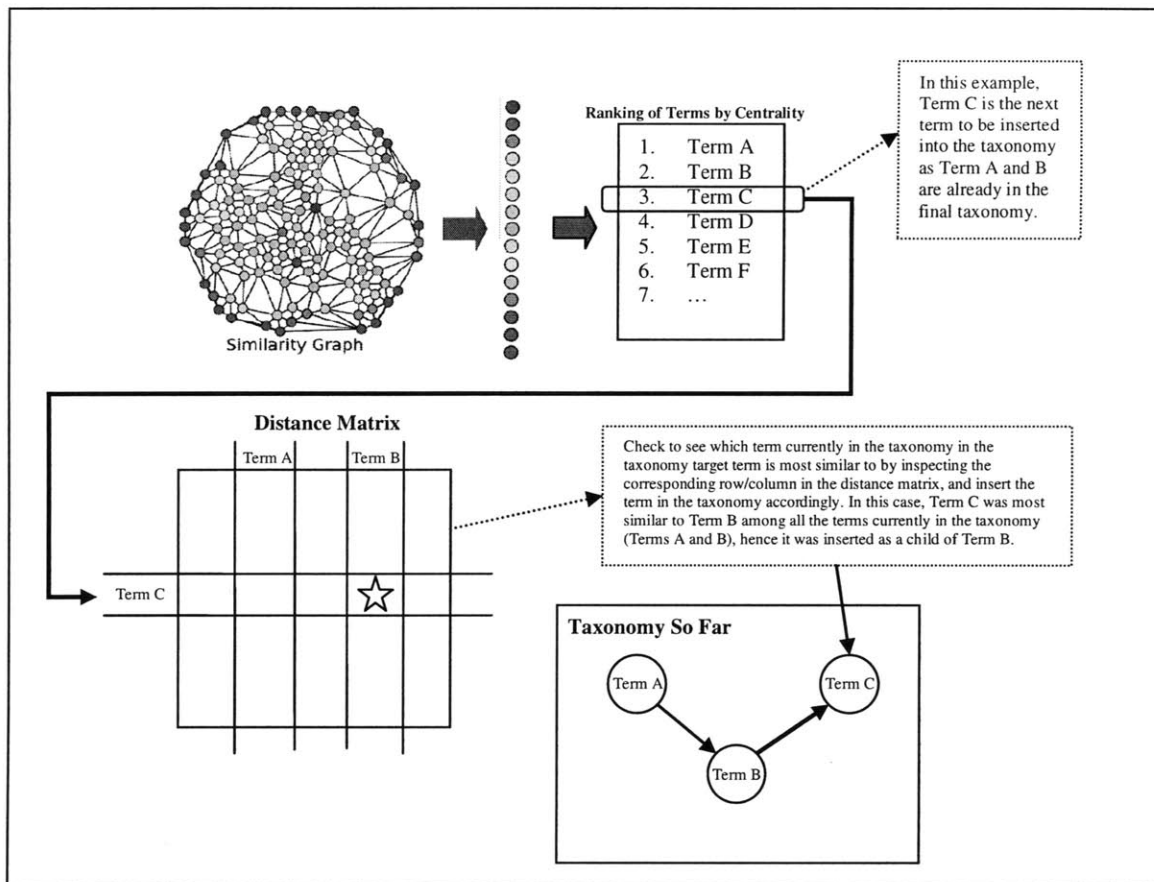 Similarity Graph
Ranking of Terms by Centrality
1. Term A
2. Term B
3. Term C
4. Term D
5. Term E
6. Term F
7. ...
In this example,
Term C is the next
term to be inserted
into the taxonomy
as Term A and B
are already in the
final taxonomy.
Distance Matrix
Term A
Term B
Term C
Check to see which term currently in the taxonomy in the
taxonomy target term is most similar to by inspecting the
corresponding row/column in the distance matrix, and insert the
term in the taxonomy accordingly. In this case, Term C was most
similar to Term B among all the terms currently in the taxonomy
(Terms A and B), hence it was inserted as a child of Term B.
Taxonomy So Far
Term A
Term C
Term B